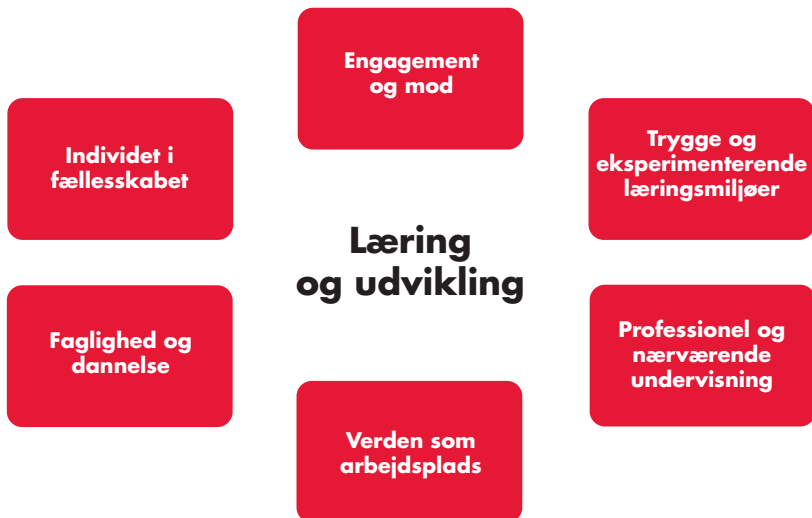 Engagement
og mod
Individet i
fællesskabet
Trygge og
eksperimenterende
læringsmiljøer
Læring
og udvikling
Faglighed og
dannelse
Professionel og
nærværende
undervisning
Verden som
arbejdsplads